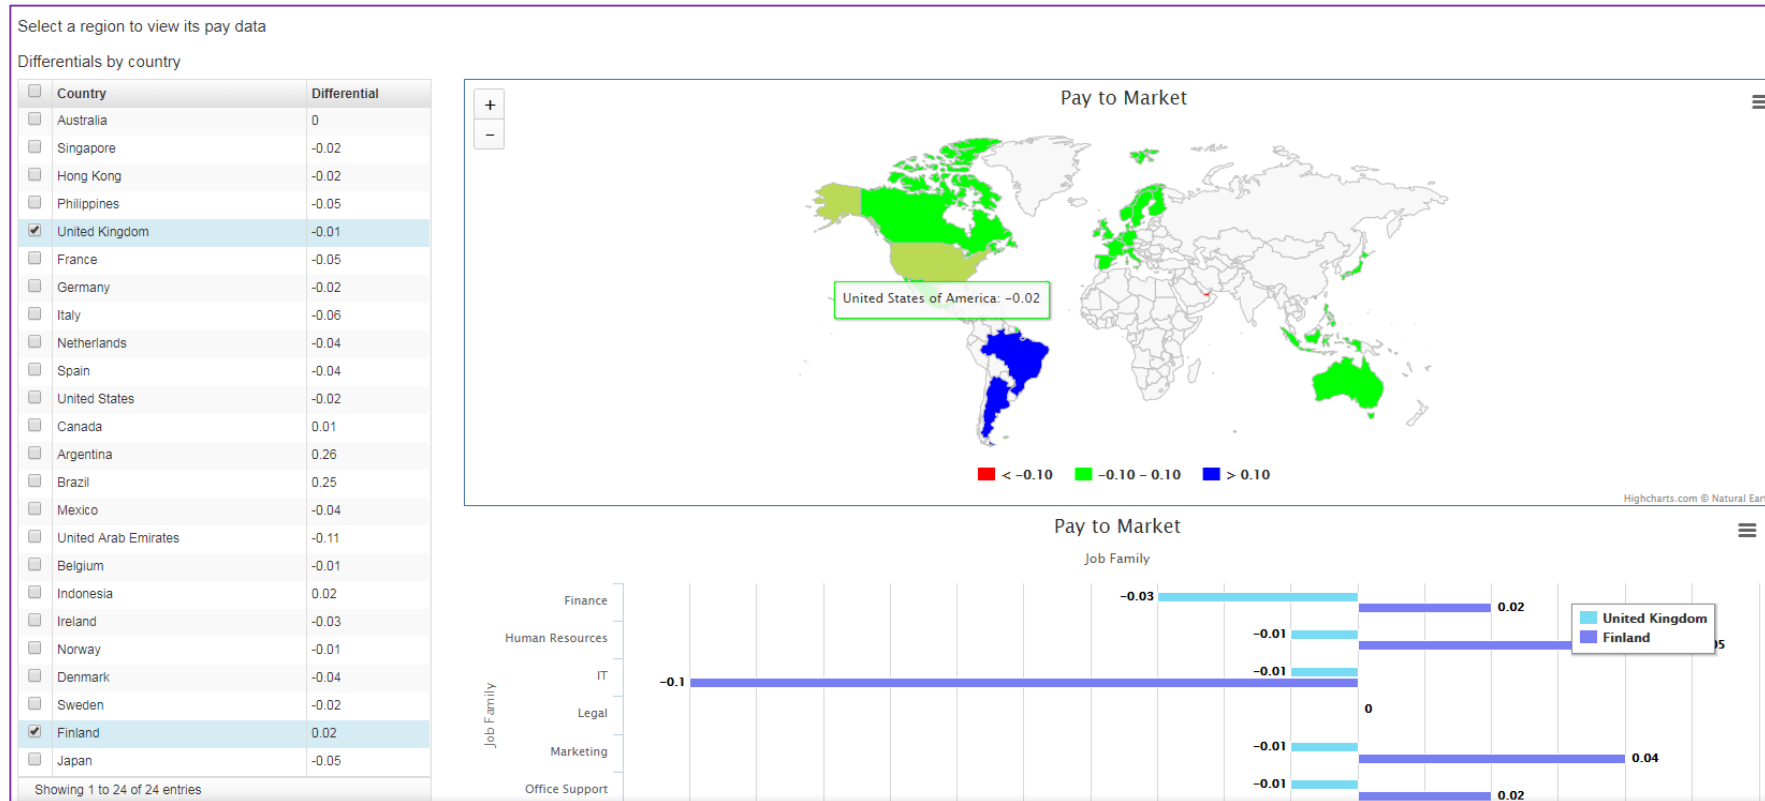 Select a region to view its pay data
Differentials by country
Country Differential
Australia 0
Singapore -0.02
Hong Kong -0.02
Philippines -0.05
United Kingdom -0.01
France -0.05
Germany -0.02
Italy -0.06
Netherlands -0.04
Spain -0.04
United States -0.02
Canada 0.01
Argentina 0.26
Brazil 0.25
Mexico -0.04
United Arab Emirates -0.11
Belgium -0.01
Indonesia 0.02
Ireland -0.03
Norway -0.01
Denmark -0.04
Sweden -0.02
Finland 0.02
Japan -0.05
Showing 1 to 24 of 24 entries
+
−
Pay to Market
United States of America: -0.02
< -0.10 -0.10 - 0.10 > 0.10
Highcharts.com © Natural Eart
Pay to Market
Job Family
Job Family
Finance -0.03 0.02
Human Resources -0.01 05
IT -0.01 -0.1
Legal 0
Marketing -0.01 0.04
Office Support -0.01 0.02
United Kingdom
Finland